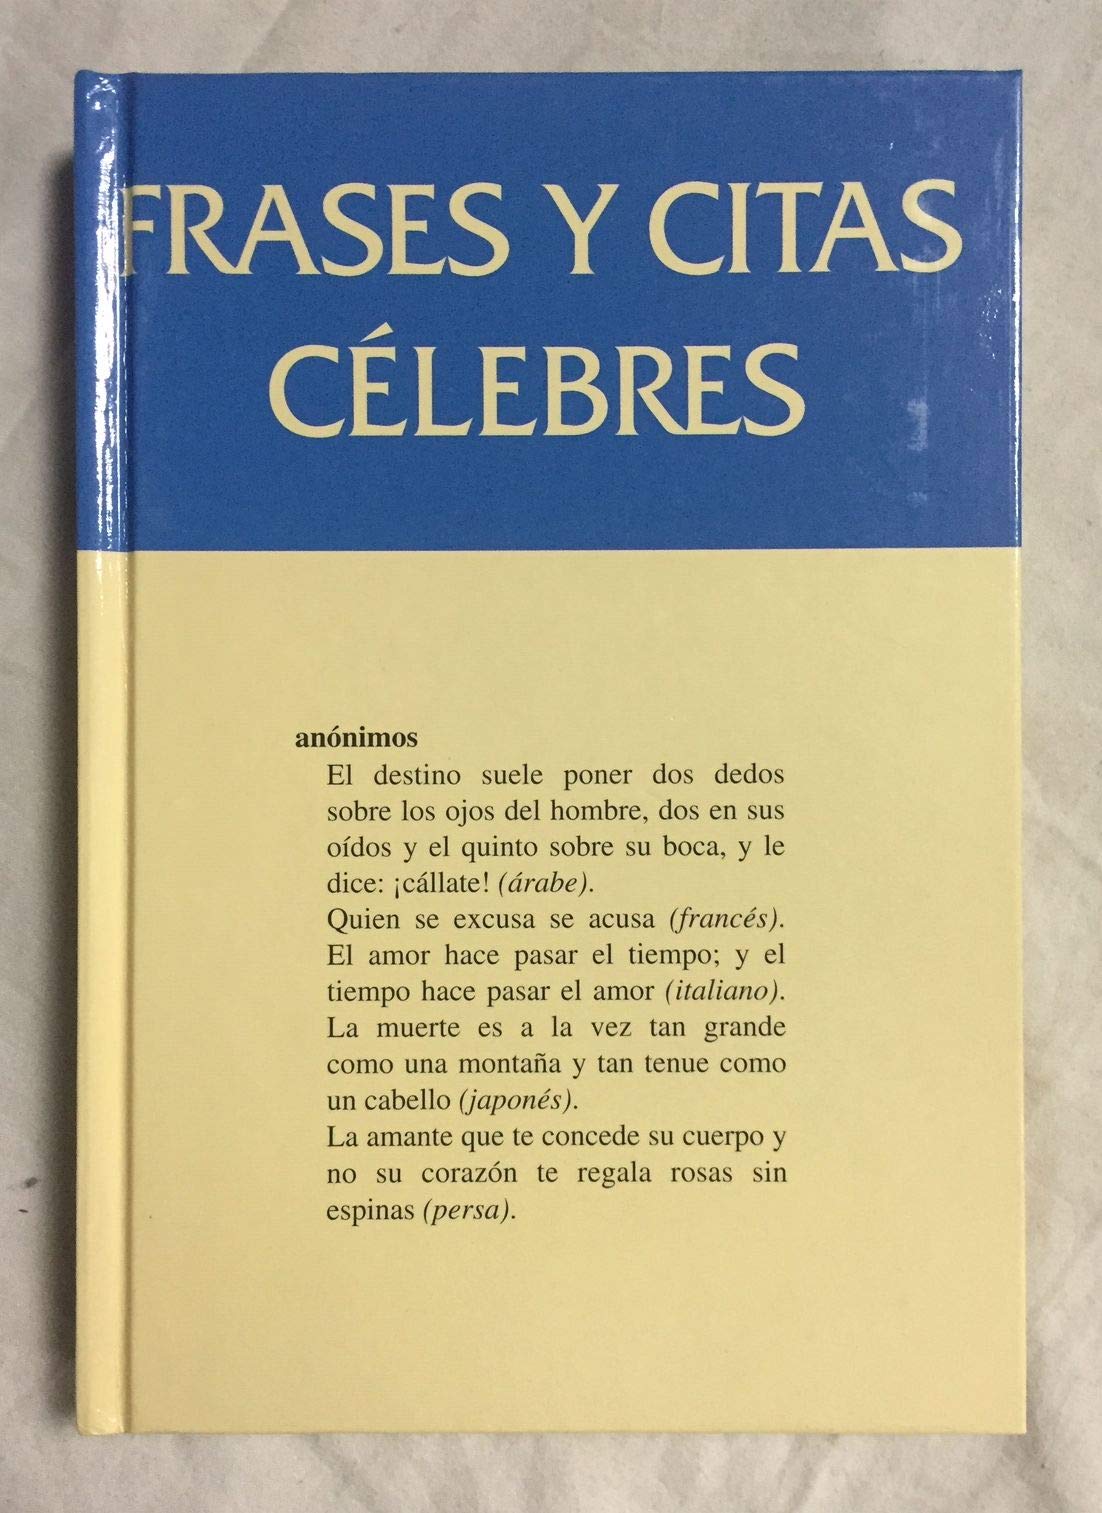 FRASES Y CITAS
CÉLEBRES
anónimos
El destino suele poner dos dedos
sobre los ojos del hombre, dos en sus
oídos y el quinto sobre su boca, y le
dice: ¡cállate! (árabe).
Quien se excusa se acusa (francés).
El amor hace pasar el tiempo; y el
tiempo hace pasar el amor (italiano).
La muerte es a la vez tan grande
como una montaña y tan tenue como
un cabello (japonés).
La amante que te concede su cuerpo y
no su corazón te regala rosas sin
espinas (persa).